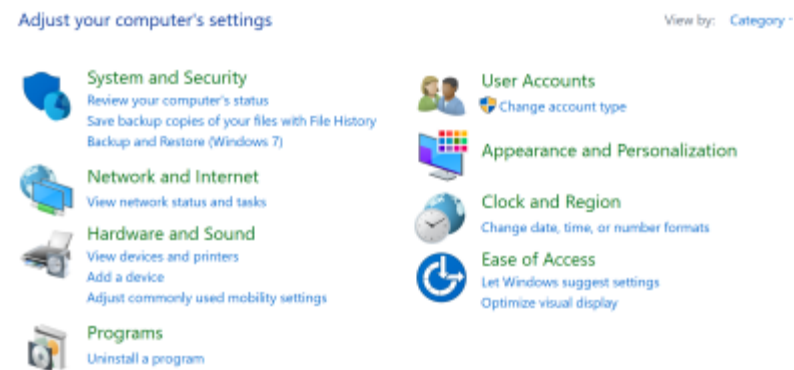 Adjust your computer's settings
View by: Category
System and Security
Review your computer's status
Save backup copies of your files with File History
Backup and Restore (Windows 7)
Network and Internet
View network status and tasks
Hardware and Sound
View devices and printers
Add a device
Adjust commonly used mobility settings
Programs
Uninstall a program
User Accounts
Change account type
Appearance and Personalization
Clock and Region
Change date, time, or number formats
Ease of Access
Let Windows suggest settings
Optimize visual display